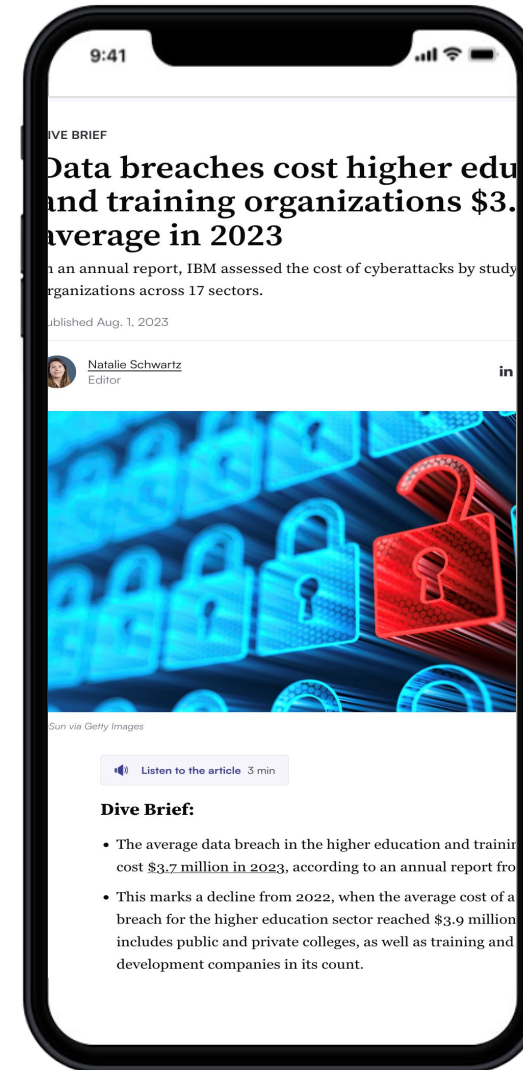 9:41
IVE BRIEF
Data breaches cost higher edu
and training organizations $3.
average in 2023
n an annual report, IBM assessed the cost of cyberattacks by study
rganizations across 17 sectors.
ublished Aug. 1, 2023
Natalie Schwartz
Editor
in
Sun via Getty Images
Listen to the article 3 min
Dive Brief:
• The average data breach in the higher education and trainin
cost $3.7 million in 2023, according to an annual report fro
• This marks a decline from 2022, when the average cost of a
breach for the higher education sector reached $3.9 million
includes public and private colleges, as well as training and
development companies in its count.